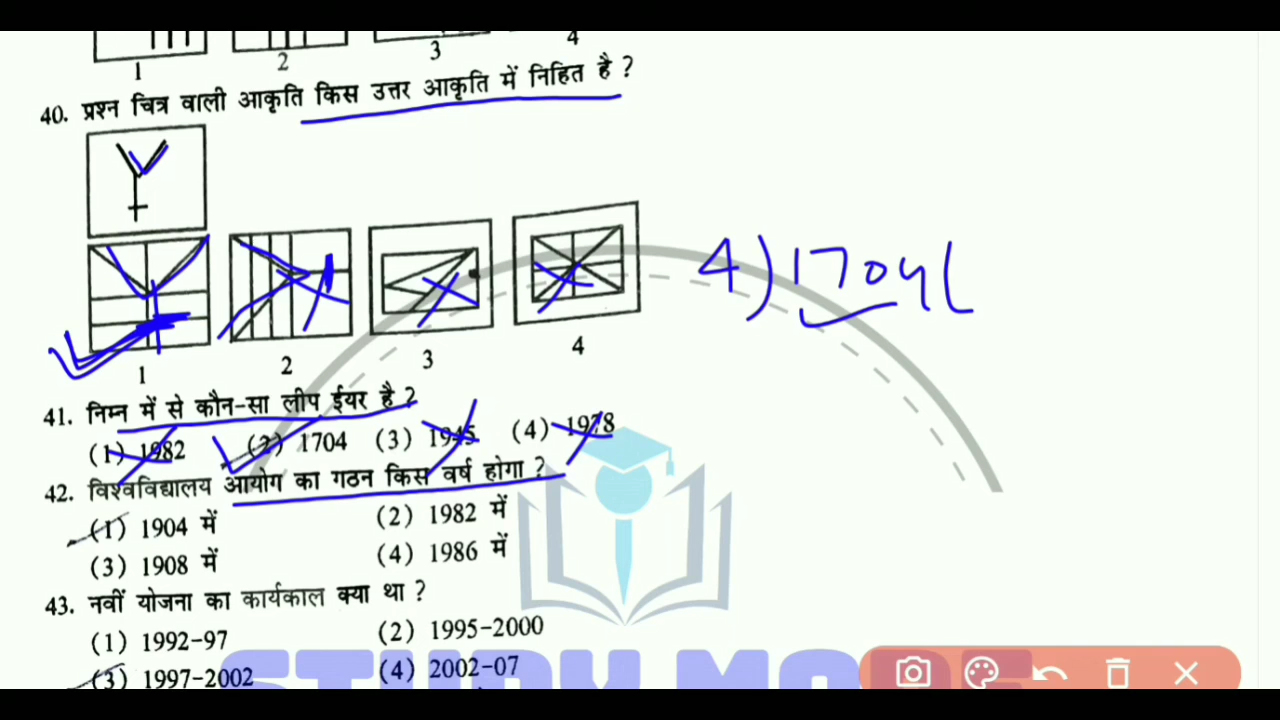 1 2 3 4
40. प्रश्न चित्र वाली आकृति किस उत्तर आकृति में निहित है ?
4)1704(
1 2 3 4
41. निम्न में से कौन-सा लीप ईयर है ?
(1) 1982 (2) 1704 (3) 1945 (4) 1978
42. विश्वविद्यालय आयोग का गठन किस वर्ष होगा ?
(1) 1904 में (2) 1982 में
(3) 1908 में (4) 1986 में
43. नवीं योजना का कार्यकाल क्या था ?
(1) 1992-97 (2) 1995-2000
(3) 1997-2002 (4) 2002-07
STUDY MODE